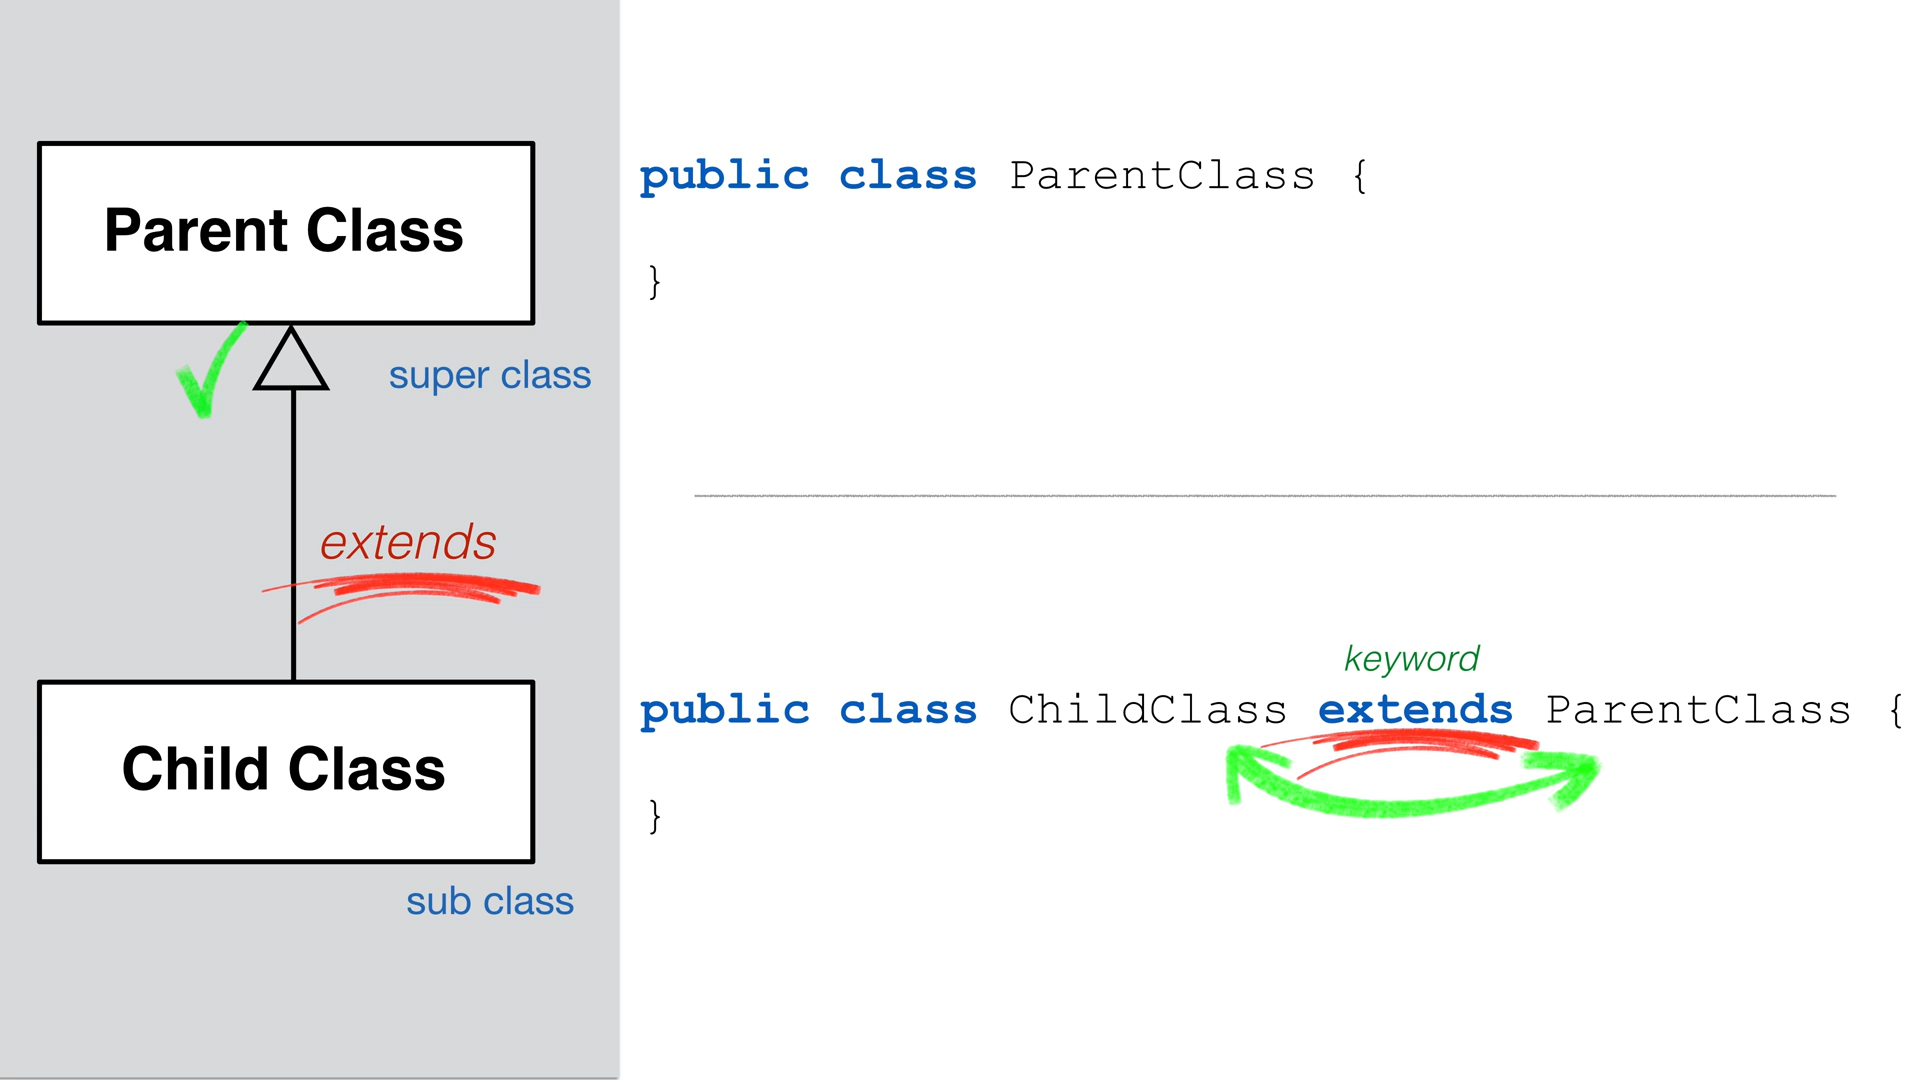 Parent Class
super class
extends
Child Class
sub class
public class ParentClass {
}
keyword
public class ChildClass extends ParentClass {
}